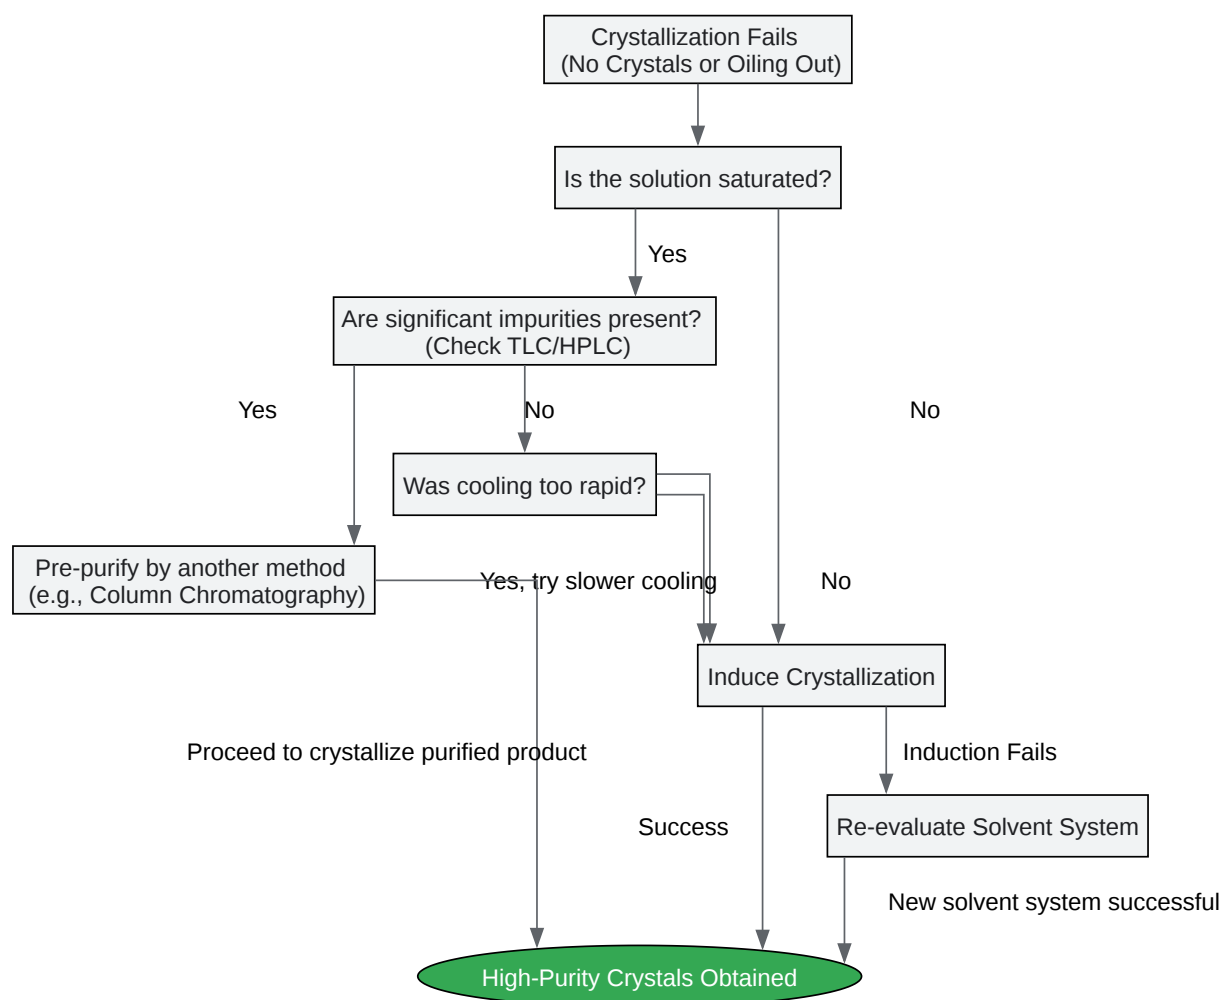 Crystallization Fails
(No Crystals or Oiling Out)
Is the solution saturated?
Yes
Are significant impurities present?
(Check TLC/HPLC)
Yes
No
No
Was cooling too rapid?
Pre-purify by another method
(e.g., Column Chromatography)
Yes, try slower cooling
No
Induce Crystallization
Proceed to crystallize purified product
Induction Fails
Success
Re-evaluate Solvent System
New solvent system successful
High-Purity Crystals Obtained